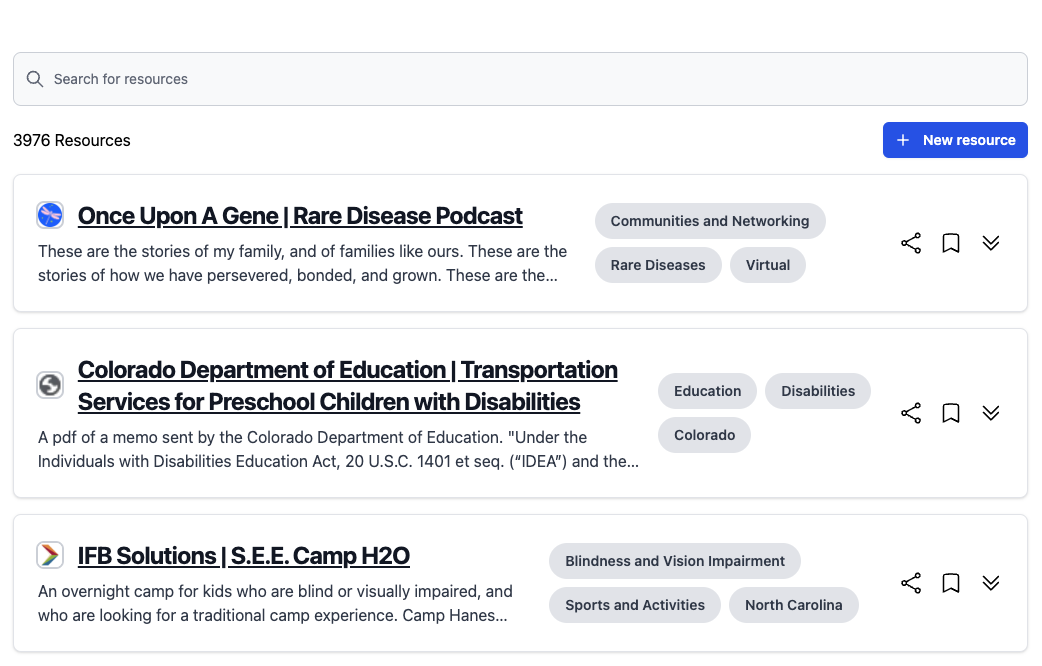 Search for resources
3976 Resources
New resource
Once Upon A Gene | Rare Disease Podcast
These are the stories of my family, and of families like ours. These are the
stories of how we have persevered, bonded, and grown. These are the...
Communities and Networking
Rare Diseases
Virtual
Colorado Department of Education | Transportation
Services for Preschool Children with Disabilities
A pdf of a memo sent by the Colorado Department of Education. "Under the
Individuals with Disabilities Education Act, 20 U.S.C. 1401 et seq. (“IDEA”) and the...
Education
Disabilities
Colorado
IFB Solutions | S.E.E. Camp H2O
An overnight camp for kids who are blind or visually impaired, and
who are looking for a traditional camp experience. Camp Hanes...
Blindness and Vision Impairment
Sports and Activities
North Carolina